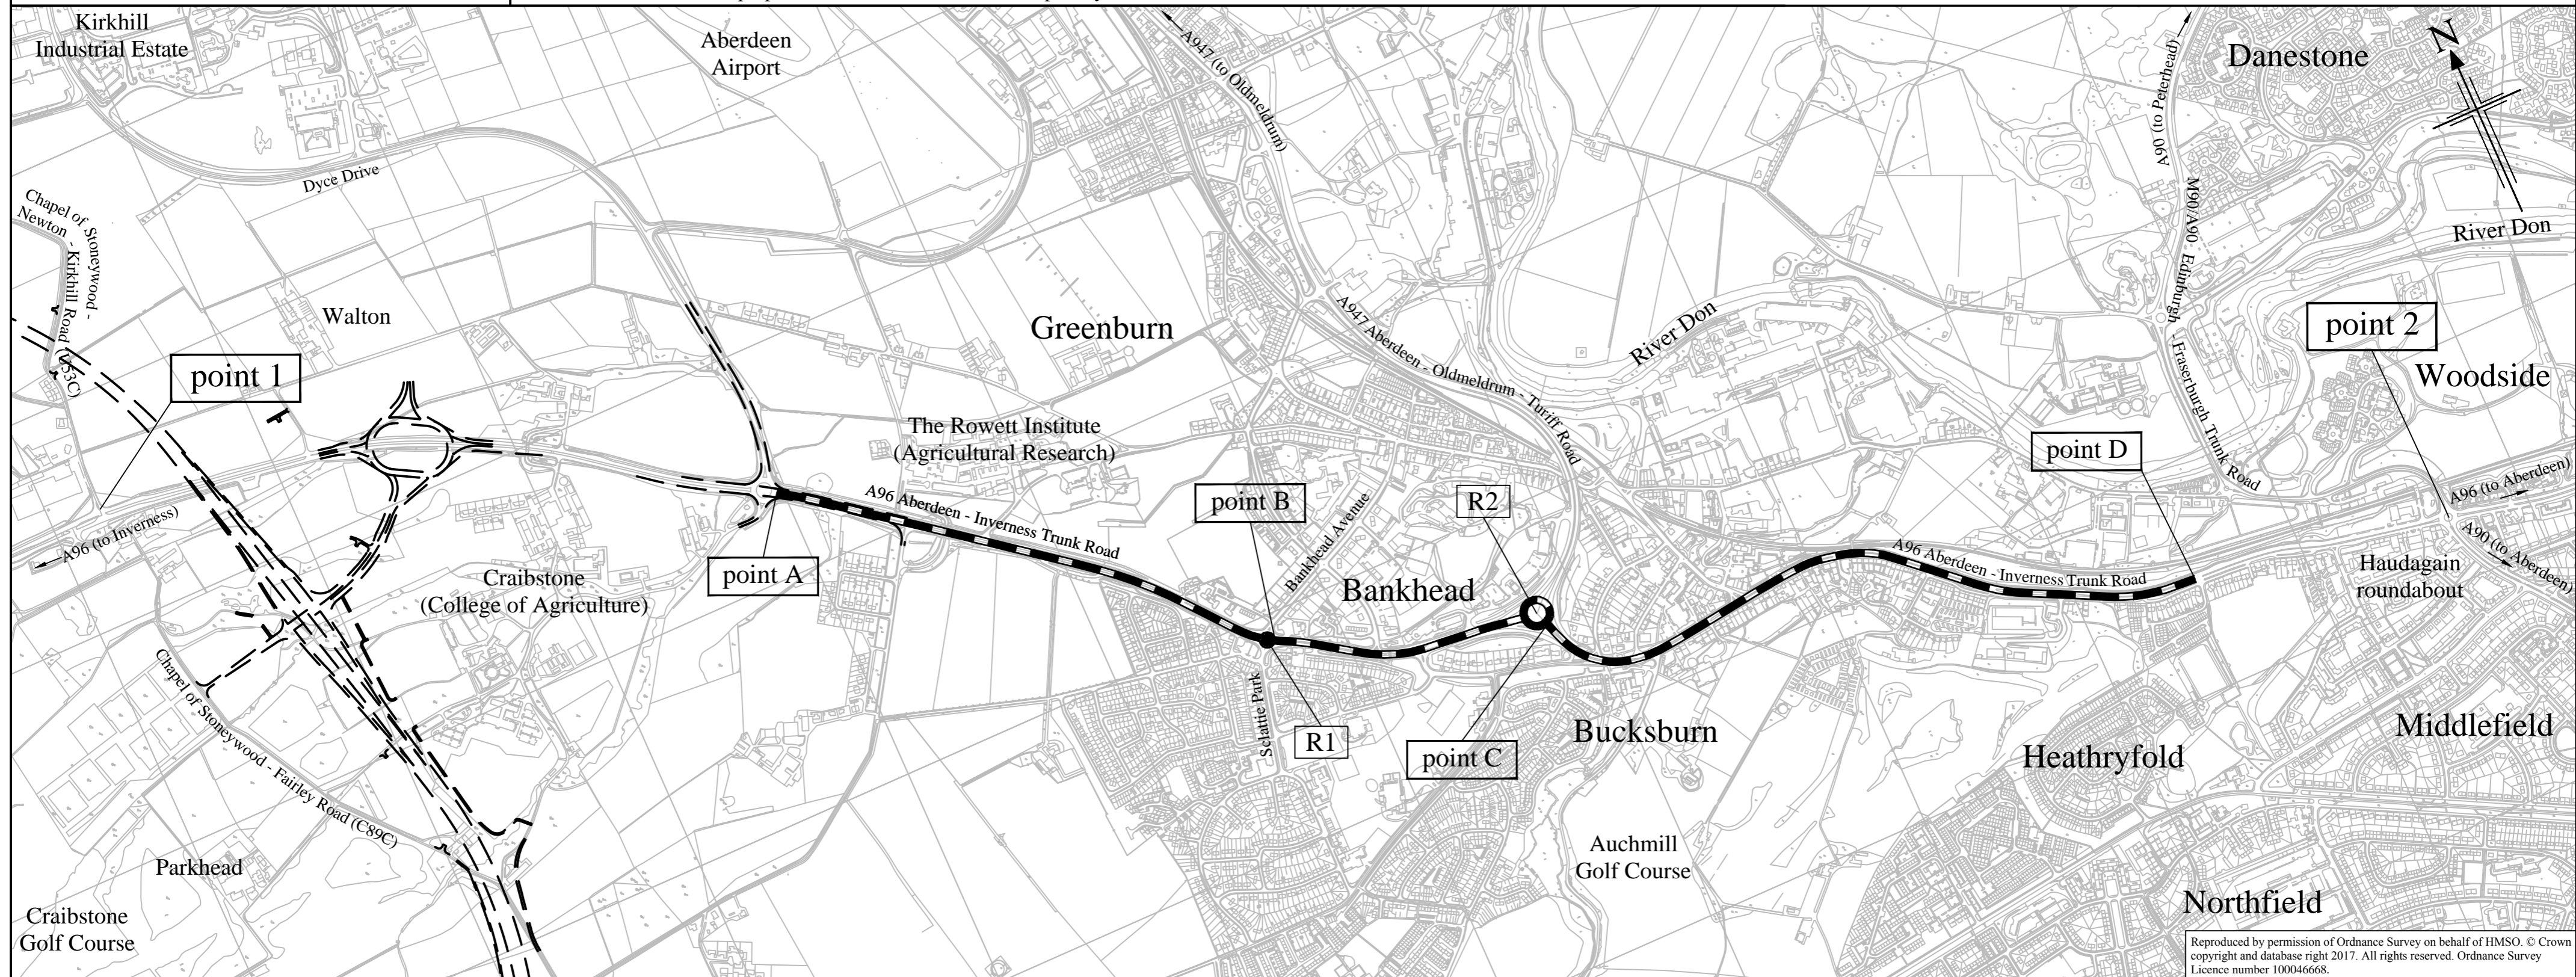 Kirkhill
Industrial Estate
Aberdeen
Airport
A947 (to Oldmeldrum)
A90 (to Peterhead)
Danestone
N
Dyce Drive
Chapel of Stoneywood -
Newton - Kirkhill Road (U53C)
M90/A90 Edinburgh - Fraserburgh Trunk Road
River Don
Walton
Greenburn
A947 Aberdeen - Oldmeldrum - Turiff Road
River Don
point 2
Woodside
point 1
The Rowett Institute
(Agricultural Research)
point D
A96 (to Aberdeen)
A96 (to Inverness)
A96 Aberdeen - Inverness Trunk Road
point B
R2
Bankhead Avenue
A90 (to Aberdeen)
A96 Aberdeen - Inverness Trunk Road
point A
Craibstone
(College of Agriculture)
Bankhead
Haudagain
roundabout
Chapel of Stoneywood - Fairley Road (C89C)
Sclattie Park
R1
point C
Bucksburn
Heathryfold
Middlefield
Parkhead
Auchmill
Golf Course
Craibstone
Golf Course
Northfield
Reproduced by permission of Ordnance Survey on behalf of HMSO. © Crown
copyright and database right 2017. All rights reserved. Ordnance Survey
Licence number 100046668.